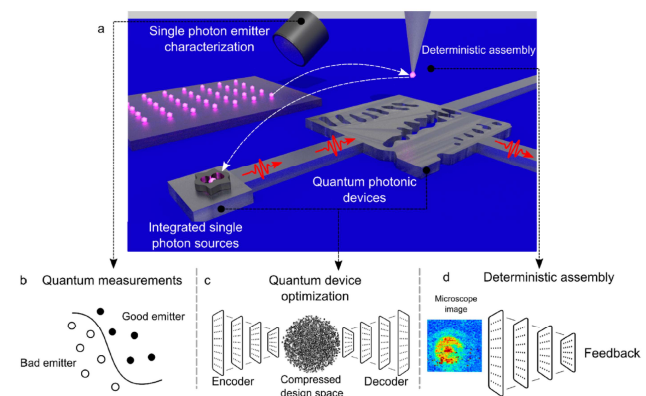 a
Single photon emitter
characterization
Deterministic assembly
Quantum photonic
devices
Integrated single
photon sources
b Quantum measurements
Good emitter
Bad emitter
c Quantum device
optimization
Encoder
Compressed
design space
Decoder
d Deterministic assembly
Microscope
image
Feedback